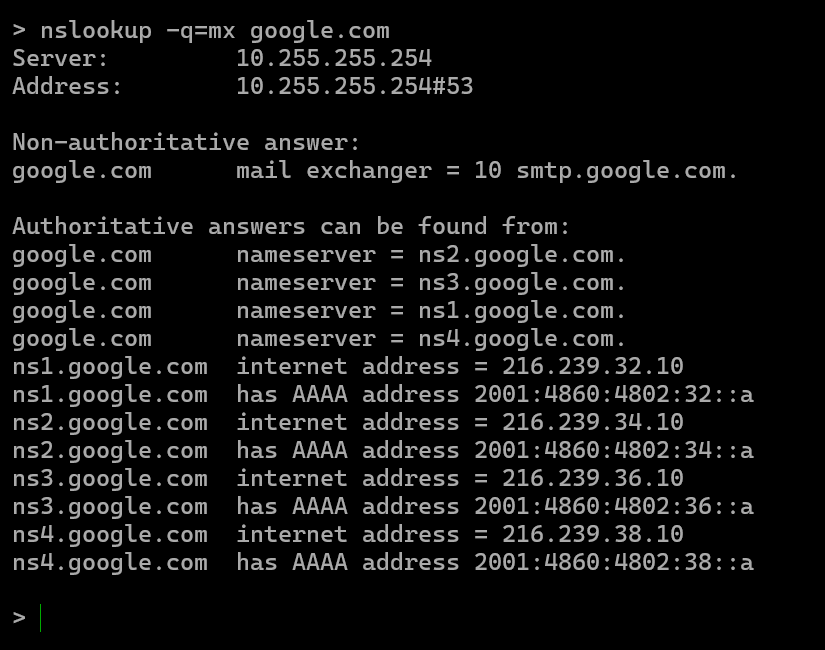 > nslookup -q=mx google.com
Server:         10.255.255.254
Address:        10.255.255.254#53

Non-authoritative answer:
google.com      mail exchanger = 10 smtp.google.com.

Authoritative answers can be found from:
google.com      nameserver = ns2.google.com.
google.com      nameserver = ns3.google.com.
google.com      nameserver = ns1.google.com.
google.com      nameserver = ns4.google.com.
ns1.google.com  internet address = 216.239.32.10
ns1.google.com  has AAAA address 2001:4860:4802:32::a
ns2.google.com  internet address = 216.239.34.10
ns2.google.com  has AAAA address 2001:4860:4802:34::a
ns3.google.com  internet address = 216.239.36.10
ns3.google.com  has AAAA address 2001:4860:4802:36::a
ns4.google.com  internet address = 216.239.38.10
ns4.google.com  has AAAA address 2001:4860:4802:38::a

>